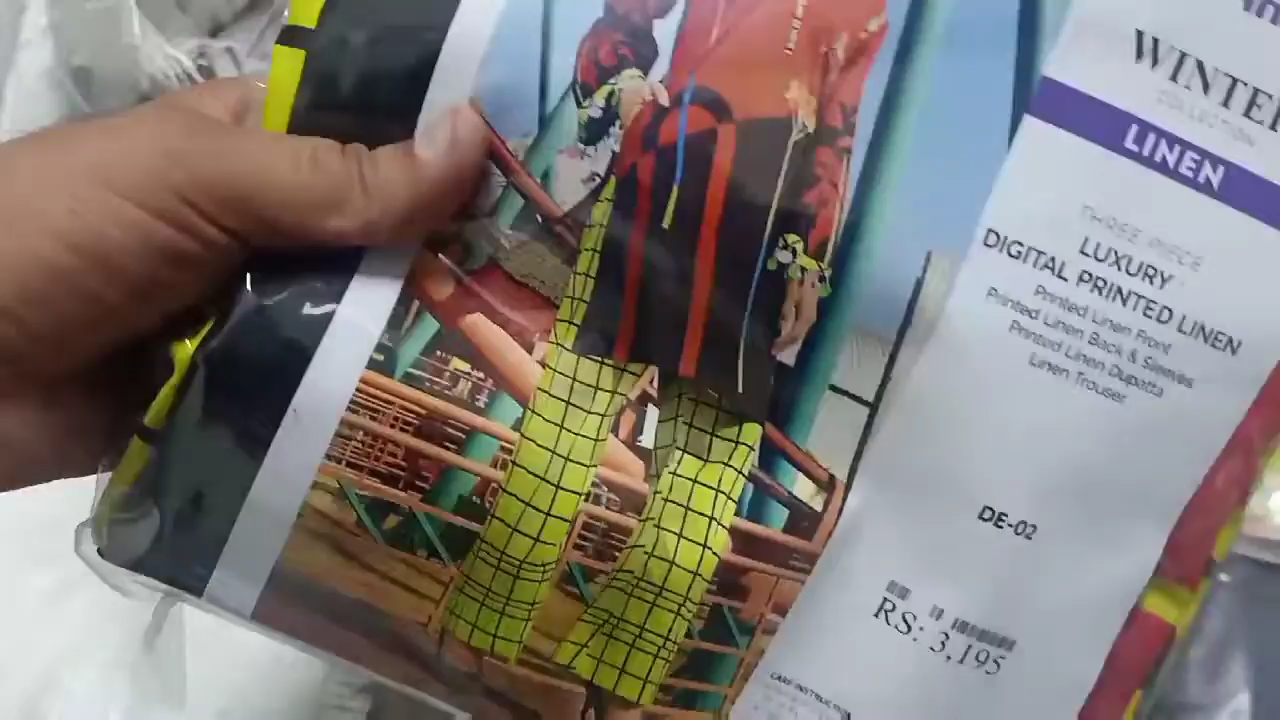 WINTE
COLLECTION
LINEN
THREE PIECE
LUXURY
DIGITAL PRINTED LINEN
Printed Linen Front
Printed Linen Back & Sleeves
Printed Linen Dupatta
Linen Trouser
DE-02
RS: 3,195
CARE INSTRUCTION